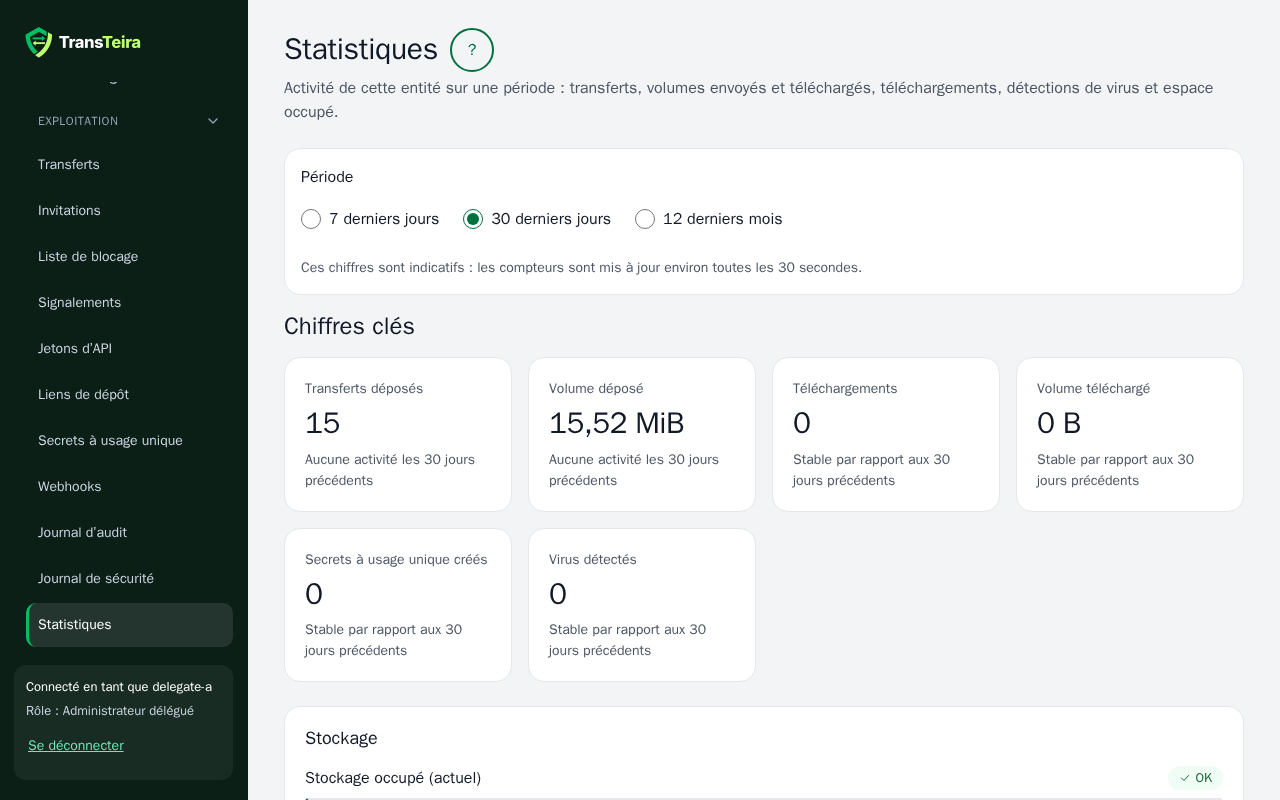 TransTeira
EXPLOITATION
Transferts
Invitations
Liste de blocage
Signalements
Jetons d'API
Liens de dépôt
Secrets à usage unique
Webhooks
Journal d'audit
Journal de sécurité
Statistiques
Connecté en tant que delegate-a
Rôle : Administrateur délégué
Se déconnecter
Statistiques ?
Activité de cette entité sur une période : transferts, volumes envoyés et téléchargés, téléchargements, détections de virus et espace
occupé.
Période
7 derniers jours 30 derniers jours 12 derniers mois
Ces chiffres sont indicatifs : les compteurs sont mis à jour environ toutes les 30 secondes.
Chiffres clés
Transferts déposés
15
Aucune activité les 30 jours
précédents
Volume déposé
15,52 MiB
Aucune activité les 30 jours
précédents
Téléchargements
0
Stable par rapport aux 30
jours précédents
Volume téléchargé
0 B
Stable par rapport aux 30
jours précédents
Secrets à usage unique créés
0
Stable par rapport aux 30
jours précédents
Virus détectés
0
Stable par rapport aux 30
jours précédents
Stockage
Stockage occupé (actuel) OK